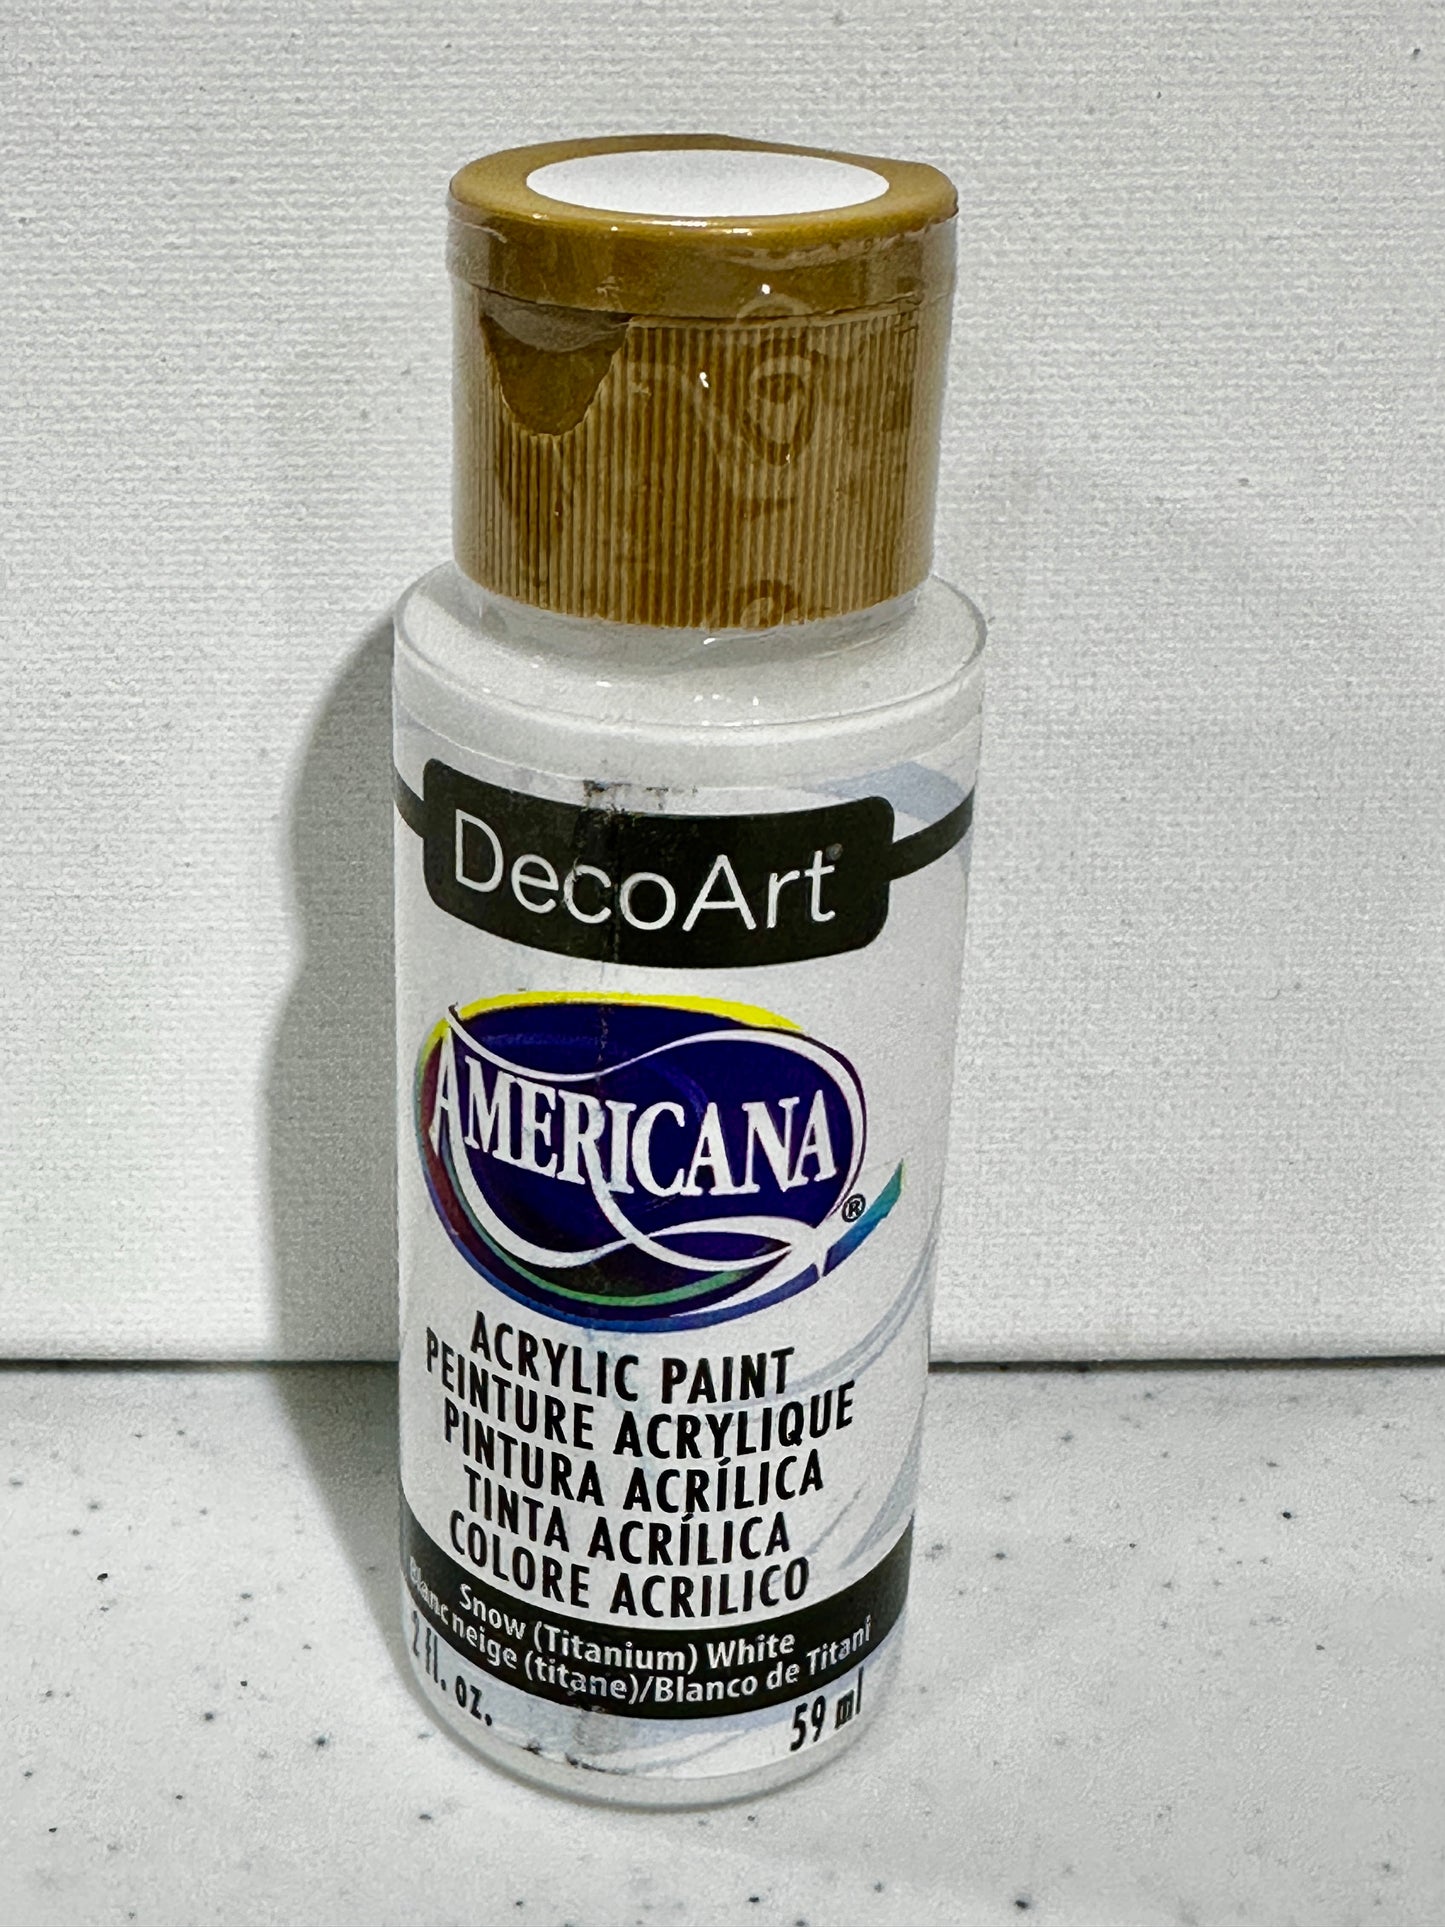 DecoArt®
AMERICANA®
ACRYLIC PAINT
PEINTURE ACRYLIQUE
PINTURA ACRÍLICA
TINTA ACRÍLICA
COLORE ACRILICO
Snow (Titanium) White
Blanc neige (titane)/Blanco de Titani
2 fl. oz. 59 ml